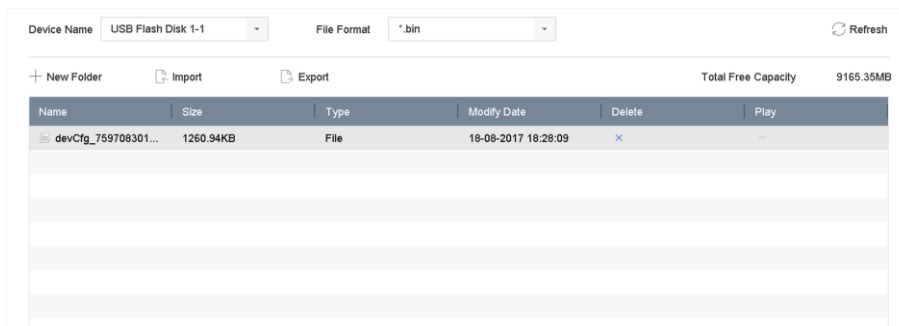 Device Name USB Flash Disk 1-1 File Format *.bin Refresh
New Folder Import Export Total Free Capacity 9165.35MB
Name Size Type Modify Date Delete Play
devCfg_759708301... 1260.94KB File 18-08-2017 18:28:09